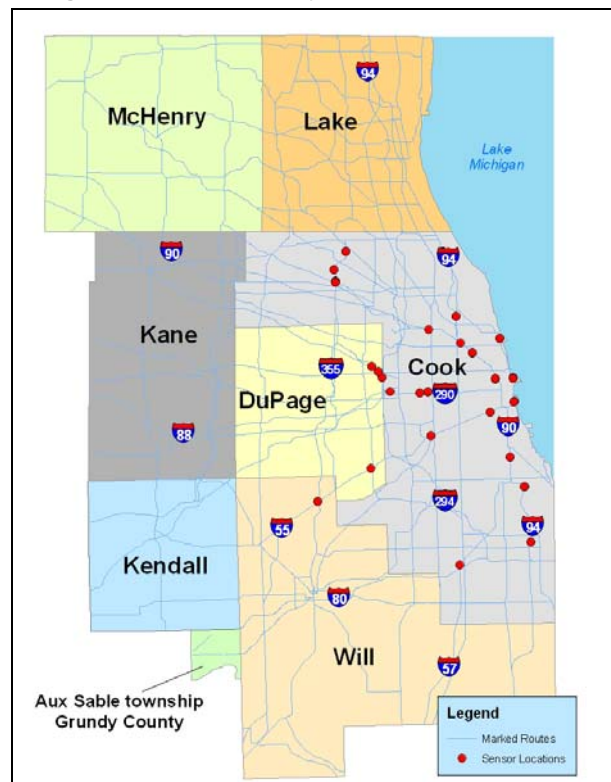 94
McHenry
Lake
Lake
Michigan
90
94
Kane
355
Cook
DuPage
290
90
88
294
94
55
Kendall
80
Will
57
Aux Sable township
Grundy County
Legend
Marked Routes
Sensor Locations